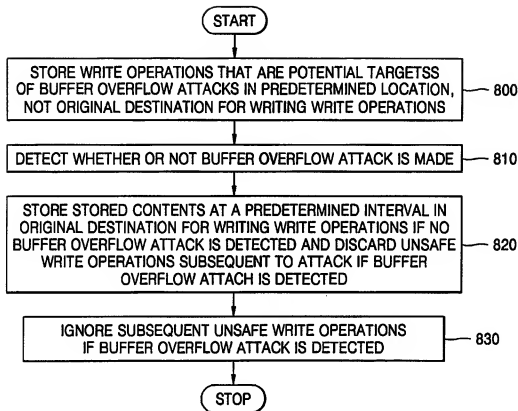 START
STORE WRITE OPERATIONS THAT ARE POTENTIAL TARGETSS
OF BUFFER OVERFLOW ATTACKS IN PREDETERMINED LOCATION,
NOT ORIGINAL DESTINATION FOR WRITING WRITE OPERATIONS
800
DETECT WHETHER OR NOT BUFFER OVERFLOW ATTACK IS MADE
810
STORE STORED CONTENTS AT A PREDETERMINED INTERVAL IN
ORIGINAL DESTINATION FOR WRITING WRITE OPERATIONS IF NO
BUFFER OVERFLOW ATTACK IS DETECTED AND DISCARD UNSAFE
WRITE OPERATIONS SUBSEQUENT TO ATTACK IF BUFFER
OVERFLOW ATTACH IS DETECTED
820
IGNORE SUBSEQUENT UNSAFE WRITE OPERATIONS
IF BUFFER OVERFLOW ATTACK IS DETECTED
830
STOP